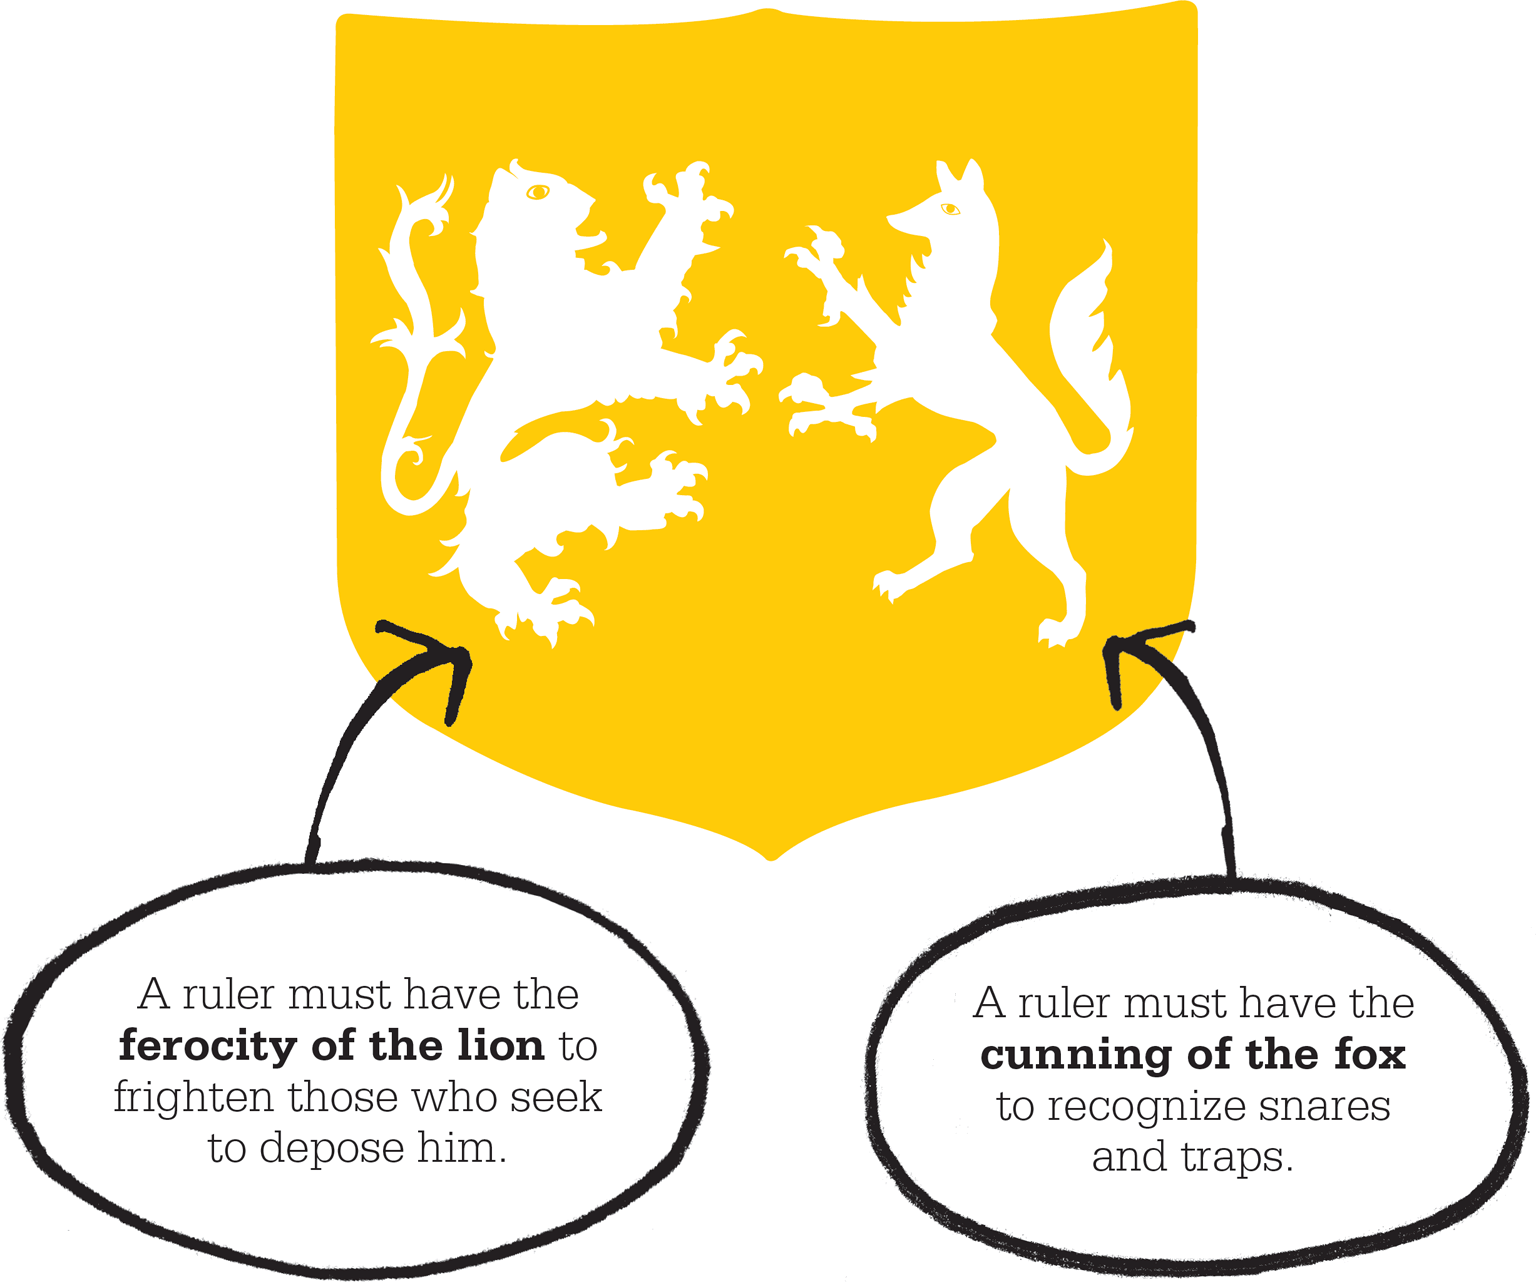 A ruler must have the
ferocity of the lion to
frighten those who seek
to depose him.
A ruler must have the
cunning of the fox
to recognize snares
and traps.